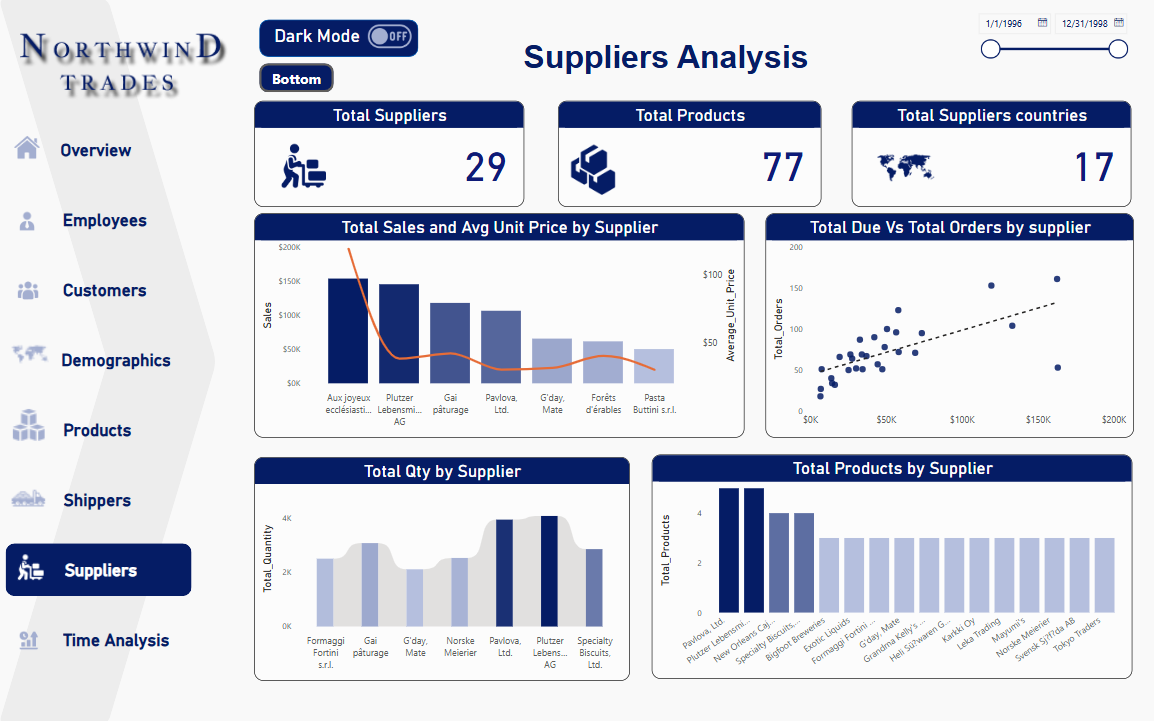 NORTHWIND
TRADES
Overview
Employees
Customers
Demographics
Products
Shippers
Suppliers
Time Analysis
Dark Mode OFF
Bottom
Suppliers Analysis
1/1/1996 12/31/1998
Total Suppliers
29
Total Products
77
Total Suppliers countries
17
Total Sales and Avg Unit Price by Supplier
Sales
$200K
$150K
$100K
$50K
$0K
$100
$50
Average_Unit_Price
Aux joyeux
ecclésiasti...
Plutzer
Lebensmi...
AG
Gai
pâturage
Pavlova,
Ltd.
G'day,
Mate
Forêts
d'érables
Pasta
Buttini s.r.l.
Total Due Vs Total Orders by supplier
Total_Orders
200
150
100
50
0
$0K $50K $100K $150K $200K
Total Qty by Supplier
Total_Quantity
4K
2K
0K
Formaggi
Fortini
s.r.l.
Gai
pâturage
G'day,
Mate
Norske
Meierier
Pavlova,
Ltd.
Plutzer
Lebens...
AG
Specialty
Biscuits,
Ltd.
Total Products by Supplier
Total_Products
4
2
0
Pavlova, Ltd.
Plutzer Lebensmi...
New Orleans Caj...
Specialty Biscuits,...
Bigfoot Breweries
Exotic Liquids
Formaggi Fortini ...
G'day, Mate
Grandma Kelly's ...
Heli Sü?waren G...
Karkki Oy
Leka Trading
Mayumi's
Norske Meierier
Svensk Sj?f?da AB
Tokyo Traders